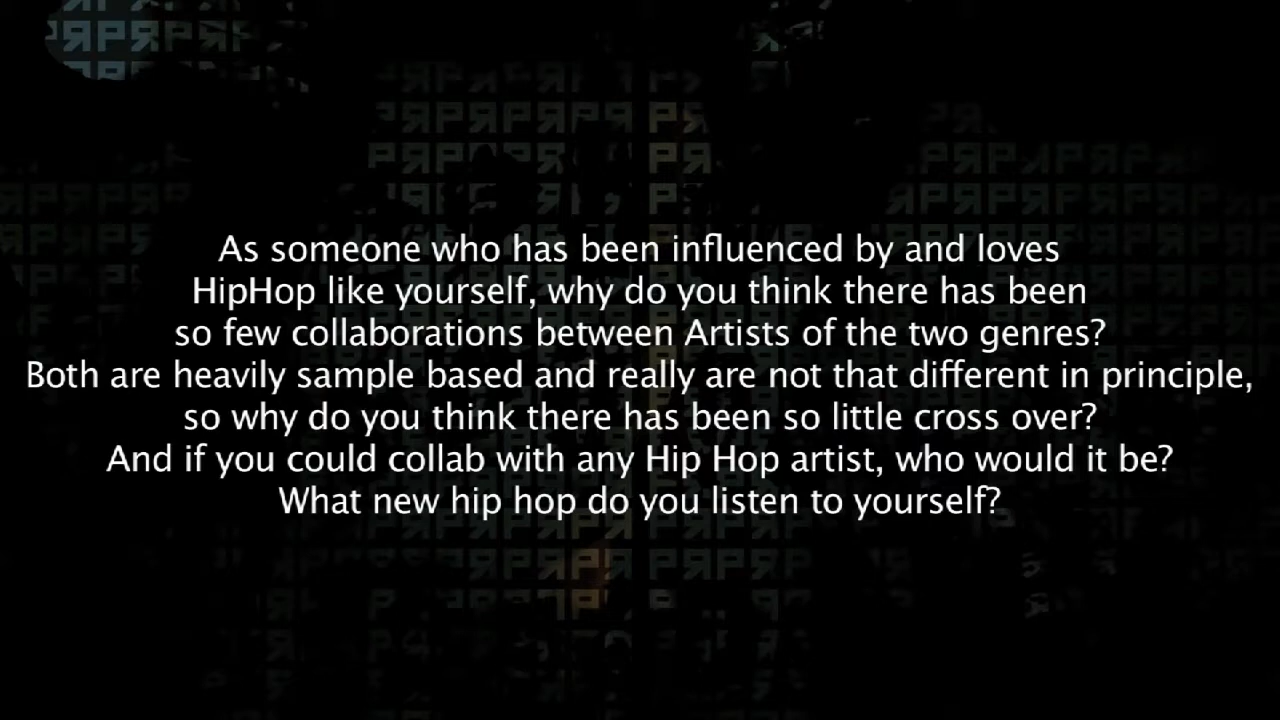 As someone who has been influenced by and loves
HipHop like yourself, why do you think there has been
so few collaborations between Artists of the two genres?
Both are heavily sample based and really are not that different in principle,
so why do you think there has been so little cross over?
And if you could collab with any Hip Hop artist, who would it be?
What new hip hop do you listen to yourself?